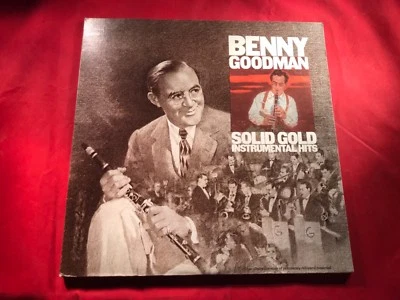 BENNY
GOODMAN
SOLID GOLD
INSTRUMENTAL HITS